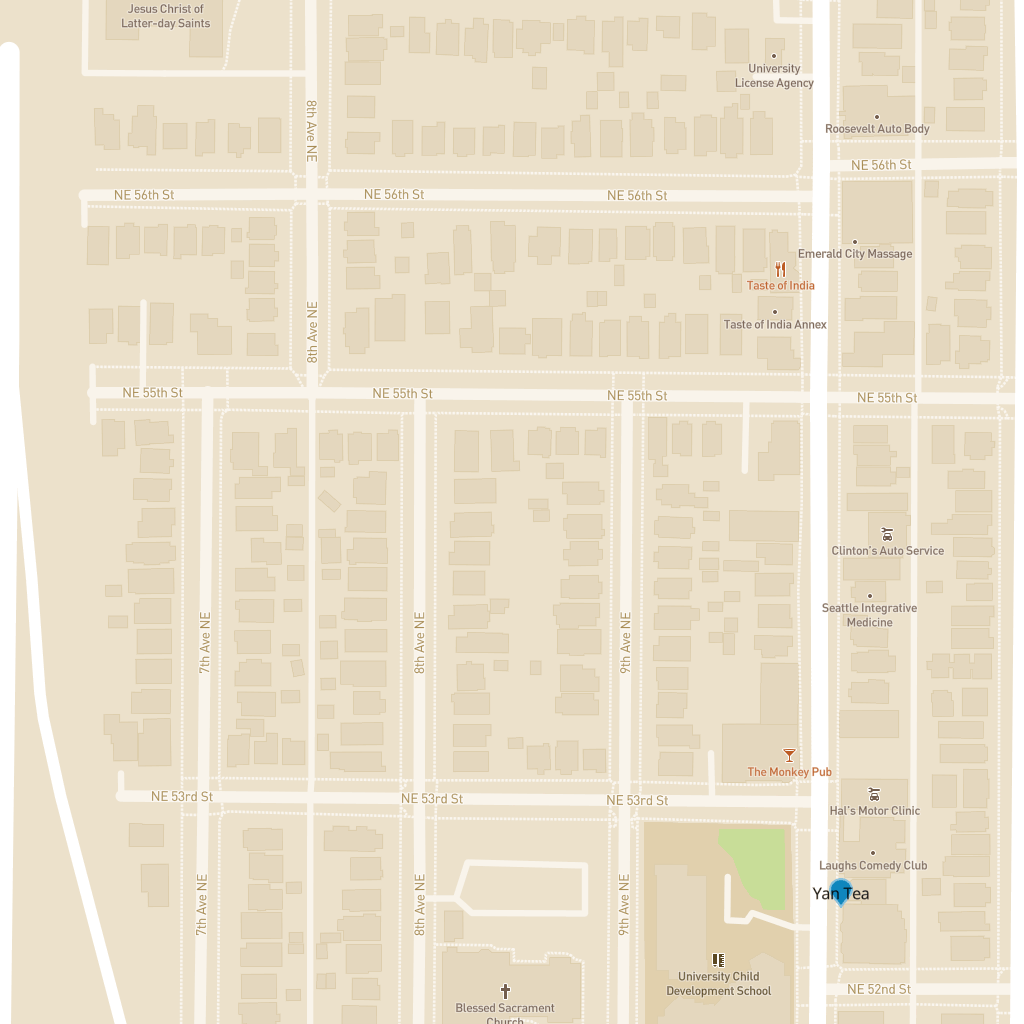 Jesus Christ of
Latter-day Saints
University
License Agency
Roosevelt Auto Body
8th Ave NE
NE 56th St
NE 56th St
NE 56th St
NE 56th St
Emerald City Massage
Taste of India
Taste of India Annex
8th Ave NE
NE 55th St
NE 55th St
NE 55th St
NE 55th St
Clinton's Auto Service
Seattle Integrative
Medicine
7th Ave NE
8th Ave NE
9th Ave NE
The Monkey Pub
NE 53rd St
NE 53rd St
NE 53rd St
Hal's Motor Clinic
Laughs Comedy Club
Yan Tea
7th Ave NE
8th Ave NE
9th Ave NE
University Child
Development School
NE 52nd St
Blessed Sacrament
Church